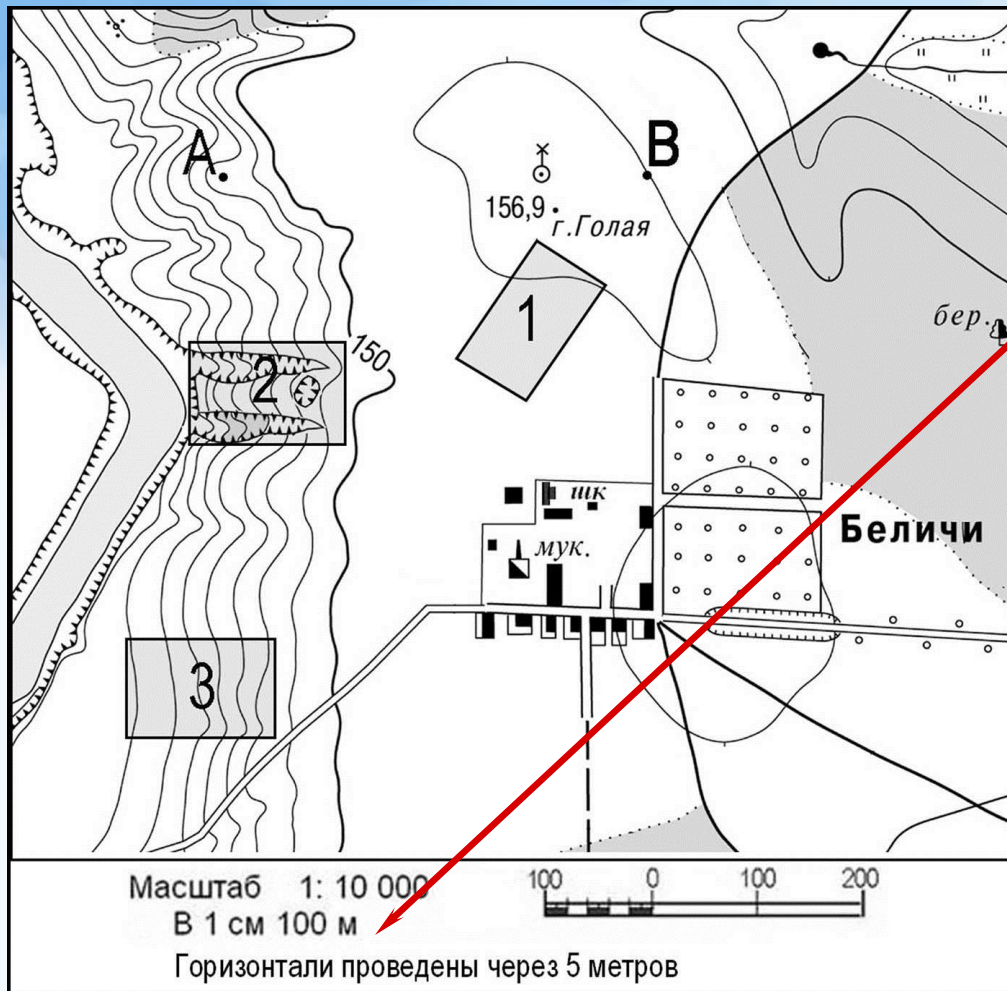 А.
В
156,9
г.Голая
1
бер.
150
2
шк
Беличи
мук.
3
Масштаб 1: 10 000
100 0 100 200
В 1 см 100 м
Горизонтали проведены через 5 метров